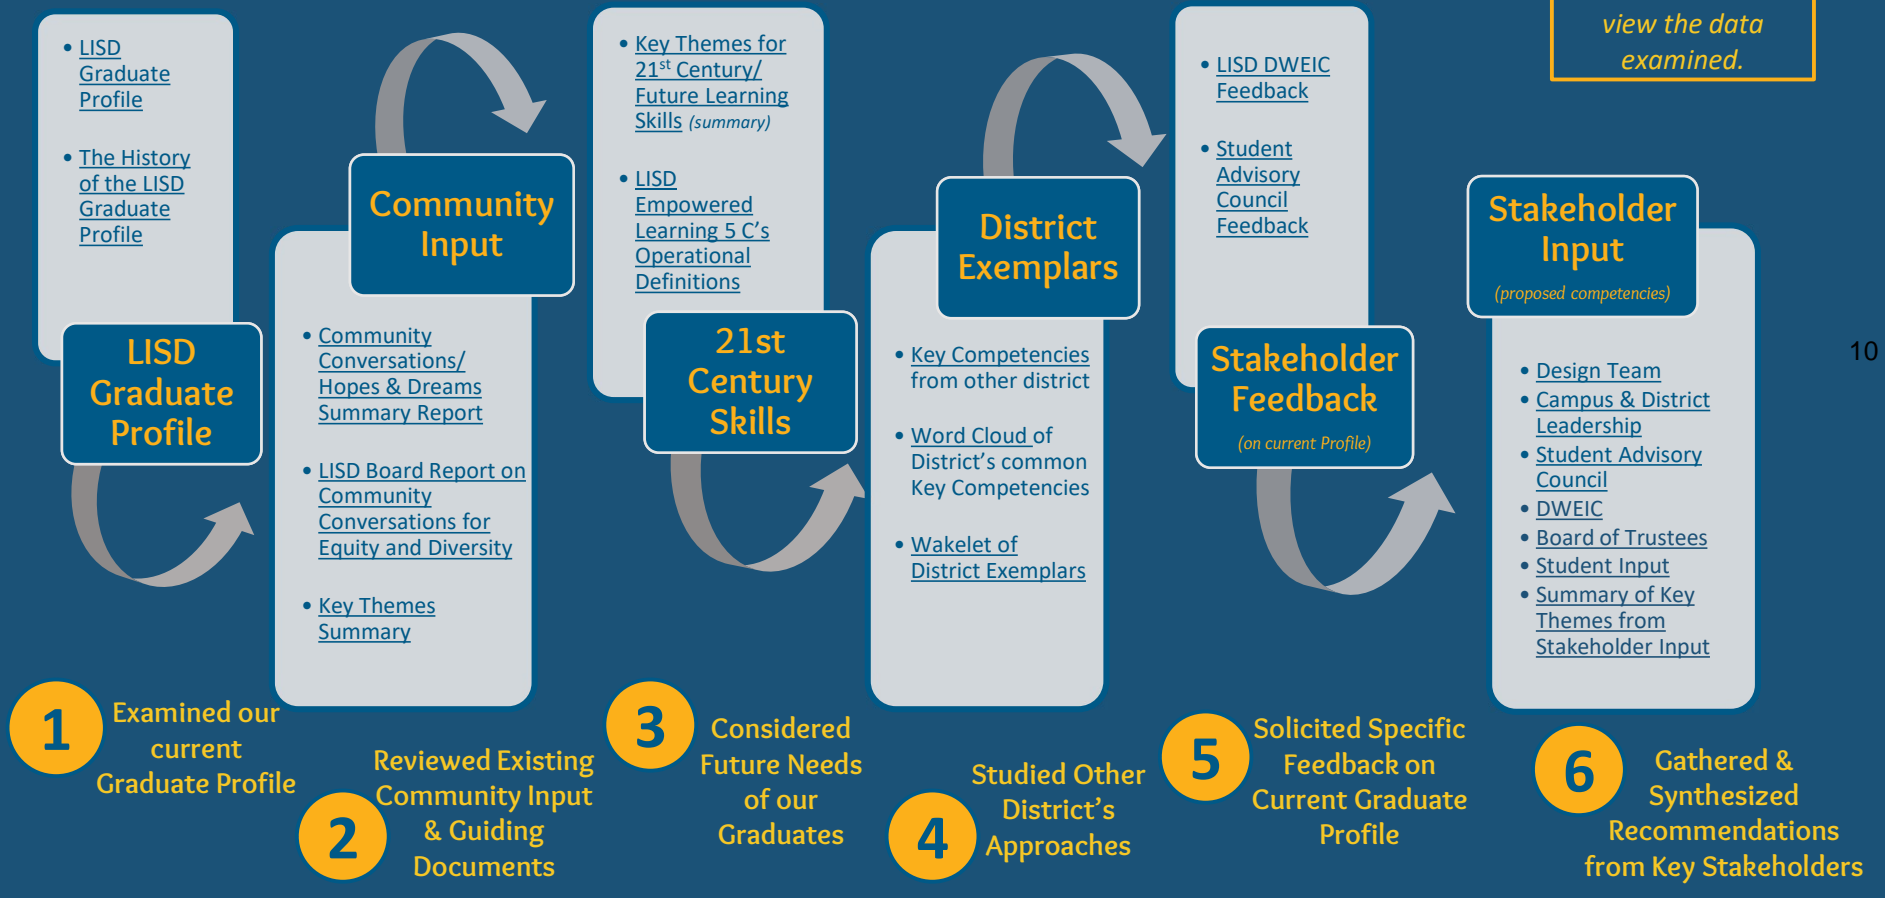 • LISD
Graduate
Profile
• The History
of the LISD
Graduate
Profile
LISD
Graduate
Profile
1
Examined our
current
Graduate Profile
Community
Input
• Community
Conversations/
Hopes & Dreams
Summary Report
• LISD Board Report on
Community
Conversations for
Equity and Diversity
• Key Themes
Summary
2
Reviewed Existing
Community Input
& Guiding
Documents
• Key Themes for
21st Century/
Future Learning
Skills (summary)
• LISD
Empowered
Learning 5 C's
Operational
Definitions
21st
Century
Skills
3
Considered
Future Needs
of our
Graduates
District
Exemplars
• Key Competencies
from other district
• Word Cloud of
District's common
Key Competencies
• Wakelet of
District Exemplars
4
Studied Other
District's
Approaches
• LISD DWEIC
Feedback
• Student
Advisory
Council
Feedback
Stakeholder
Feedback
(on current Profile)
5
Solicited Specific
Feedback on
Current Graduate
Profile
view the data
examined.
Stakeholder
Input
(proposed competencies)
• Design Team
• Campus & District
Leadership
• Student Advisory
Council
• DWEIC
• Board of Trustees
• Student Input
• Summary of Key
Themes from
Stakeholder Input
6
Gathered &
Synthesized
Recommendations
from Key Stakeholders
10